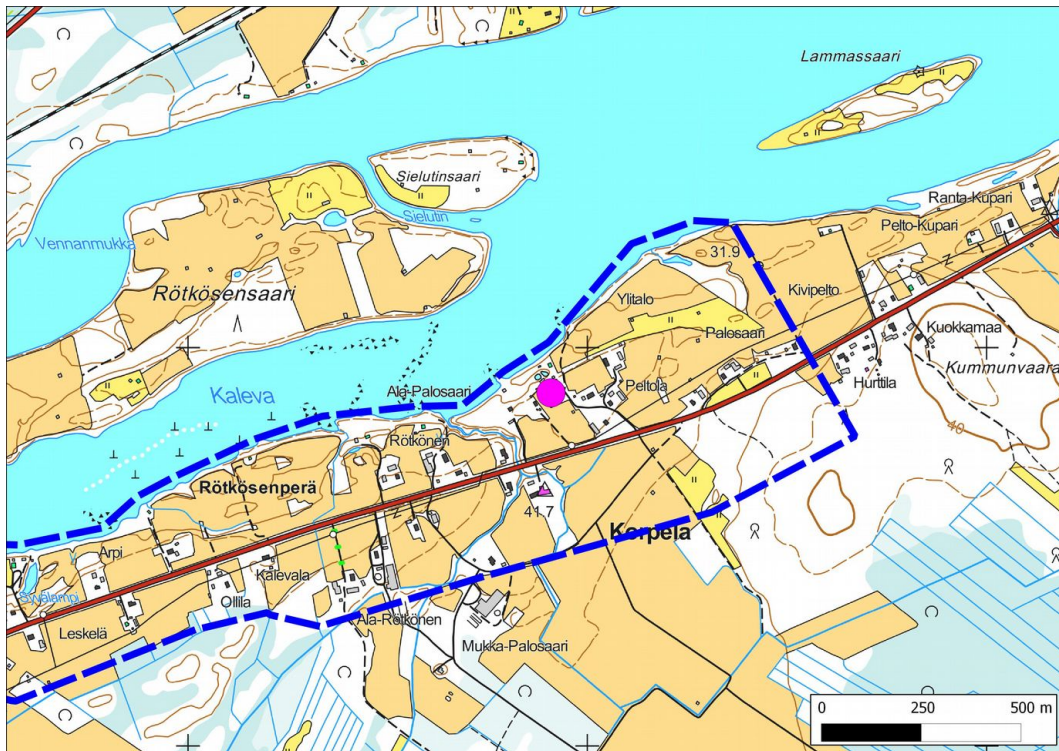 Lammassaari
Sielutinsaari
Sielutin
Vennanmukka
Ranta-Kupari
Pelto-Kupari
31.9
Rötkösensaari
Ylitalo
Kivipelto
Palosaari
Kuokkamaa
Kummunvaara
Peltola
Hurttila
Kaleva
Ala-Palosaari
40
Rötkönen
Rötkösenperä
N
41.7
Korpela
Arpi
Kalevala
Syvälampi
Ollila
Leskelä
Ala-Rötkönen
Mukka-Palosaari
0 250 500 m